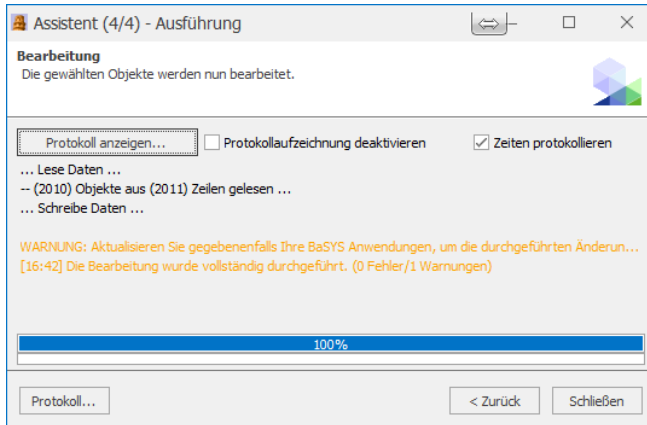 Assistent (4/4) - Ausführung
Bearbeitung
Die gewählten Objekte werden nun bearbeitet.
Protokoll anzeigen... Protokollaufzeichnung deaktivieren Zeiten protokollieren
... Lese Daten ...
-- (2010) Objekte aus (2011) Zeilen gelesen ...
... Schreibe Daten ...
WARNUNG: Aktualisieren Sie gegebenenfalls Ihre BaSYS Anwendungen, um die durchgeführten Änderun...
[16:42] Die Bearbeitung wurde vollständig durchgeführt. (0 Fehler/1 Warnungen)
100%
Protokoll... < Zurück Schließen